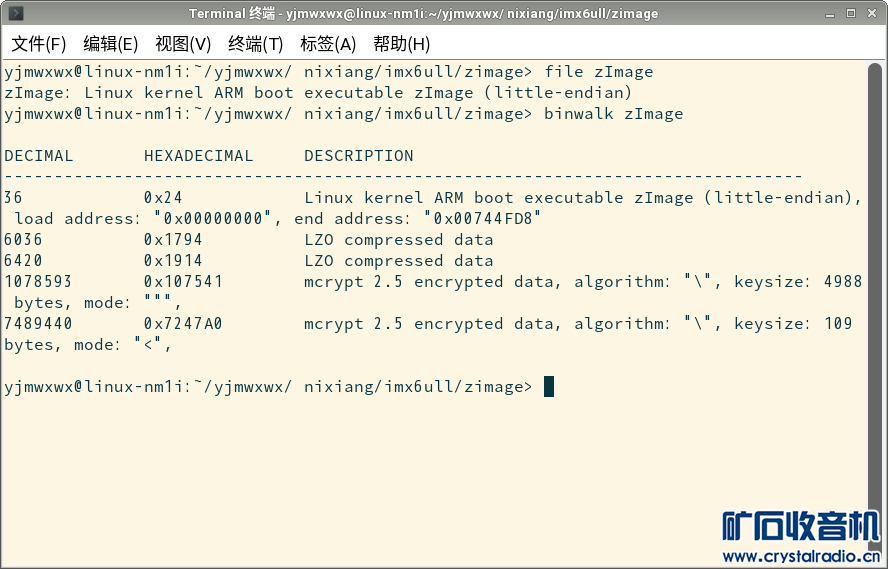 Terminal 终端 - yjmwxwx@linux-nm1i:~/yjmwxwx/ nixiang/imx6ull/zimage
文件(F) 编辑(E) 视图(V) 终端(T) 标签(A) 帮助(H)
yjmwxwx@linux-nm1i:~/yjmwxwx/ nixiang/imx6ull/zimage> file zImage
zImage: Linux kernel ARM boot executable zImage (little-endian)
yjmwxwx@linux-nm1i:~/yjmwxwx/ nixiang/imx6ull/zimage> binwalk zImage
DECIMAL       HEXADECIMAL     DESCRIPTION
--------------------------------------------------------------------------------
36            0x24            Linux kernel ARM boot executable zImage (little-endian),
 load address: "0x00000000", end address: "0x00744FD8"
6036          0x1794          LZO compressed data
6420          0x1914          LZO compressed data
1078593       0x107541        mcrypt 2.5 encrypted data, algorithm: "\", keysize: 4988
 bytes, mode: """,
7489440       0x7247A0        mcrypt 2.5 encrypted data, algorithm: "\", keysize: 109
bytes, mode: "<",
yjmwxwx@linux-nm1i:~/yjmwxwx/ nixiang/imx6ull/zimage>
矿石收音机
www.crystalradio.cn